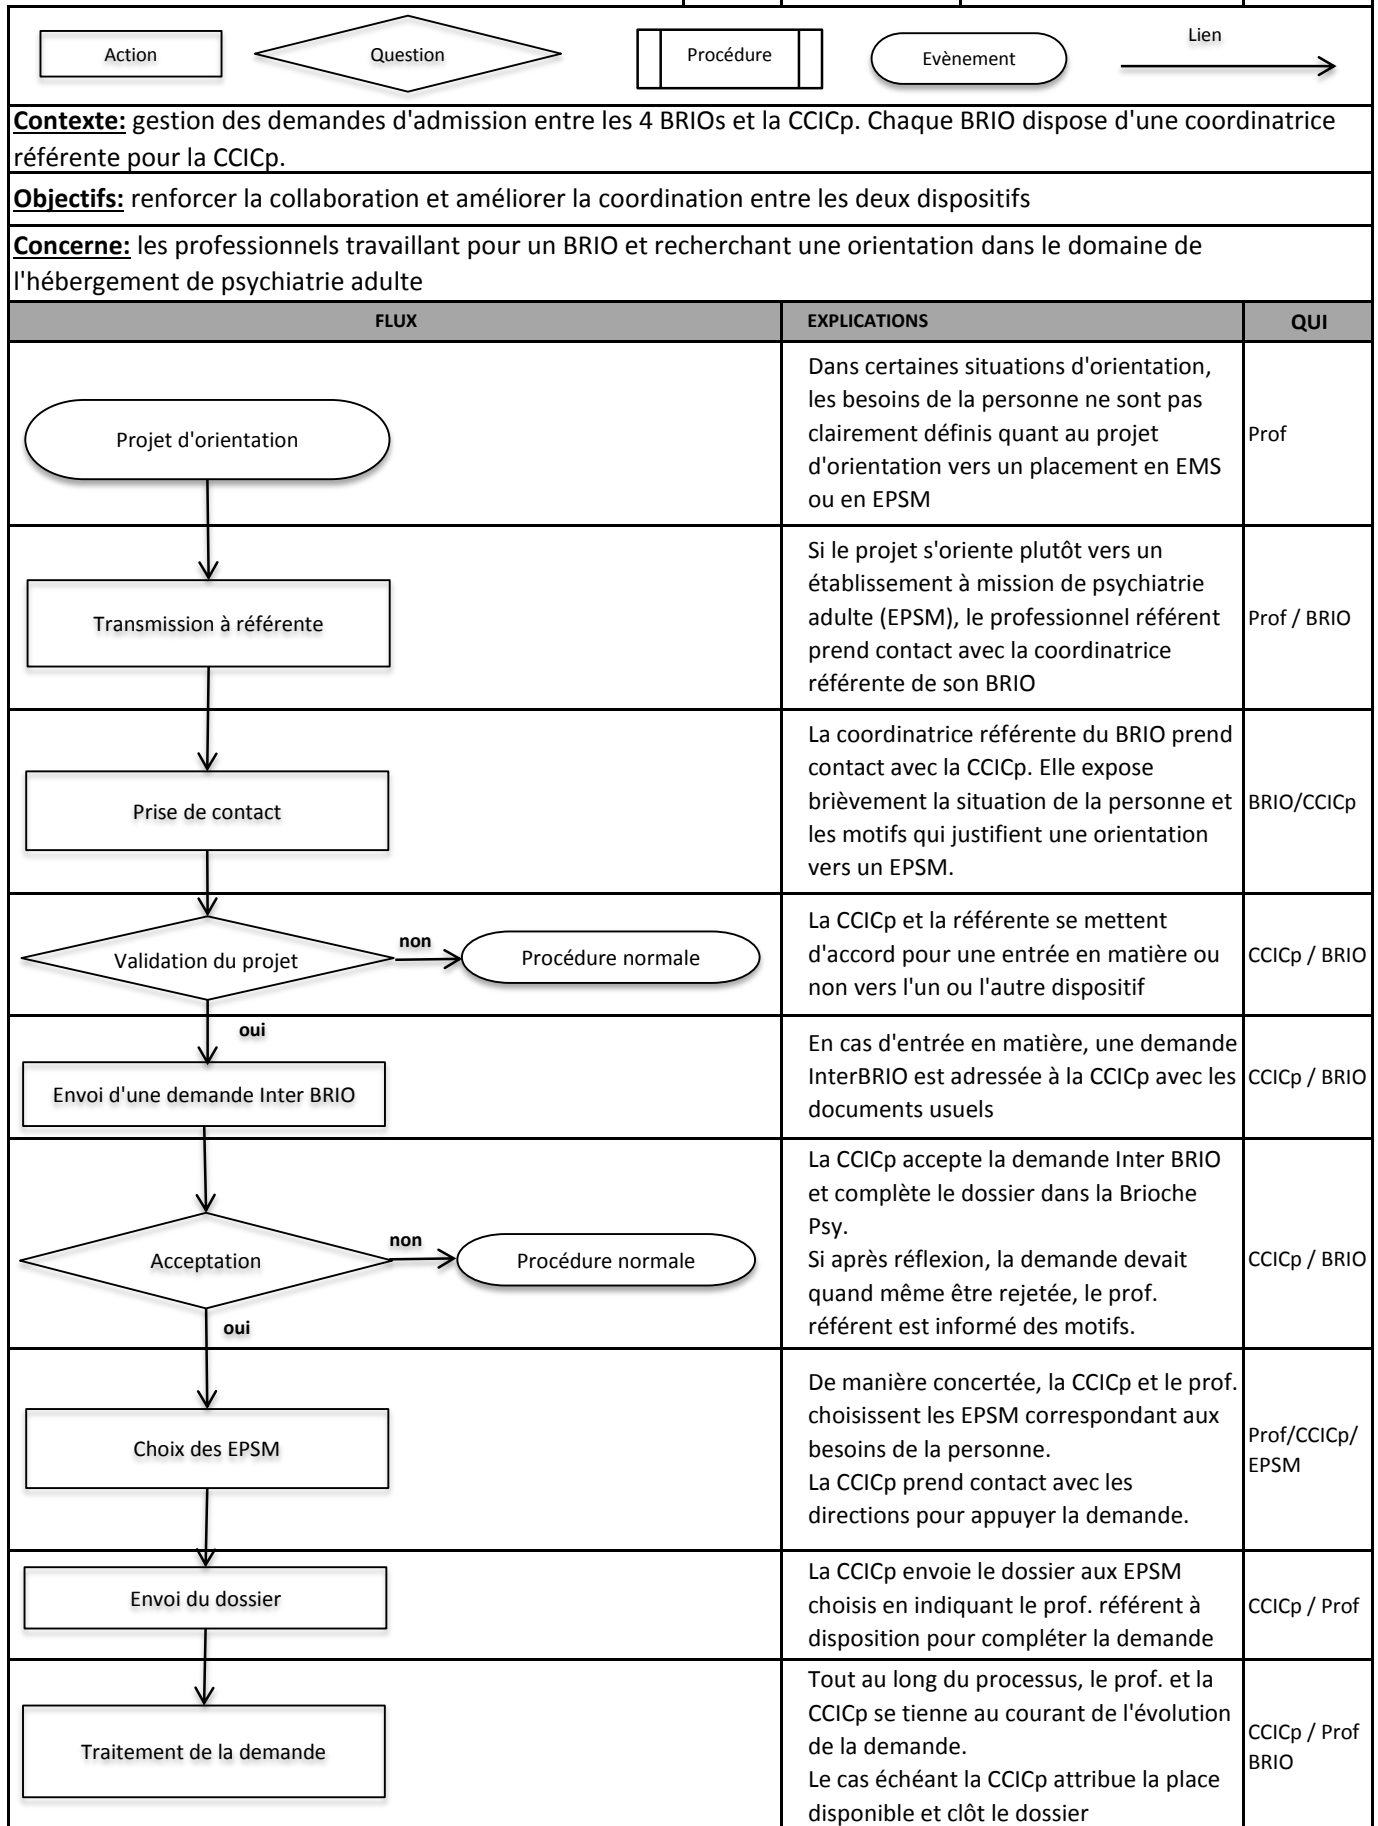 Action
Question
Procédure
Evènement
Lien
Contexte: gestion des demandes d'admission entre les 4 BRIOs et la CCICp. Chaque BRIO dispose d'une coordinatrice
référente pour la CCICp.
Objectifs: renforcer la collaboration et améliorer la coordination entre les deux dispositifs
Concerne: les professionnels travaillant pour un BRIO et recherchant une orientation dans le domaine de
l'hébergement de psychiatrie adulte
FLUX
EXPLICATIONS
QUI
Projet d'orientation
Dans certaines situations d'orientation,
les besoins de la personne ne sont pas
clairement définis quant au projet
d'orientation vers un placement en EMS
ou en EPSM
Prof
Transmission à référente
Si le projet s'oriente plutôt vers un
établissement à mission de psychiatrie
adulte (EPSM), le professionnel référent
prend contact avec la coordinatrice
référente de son BRIO
Prof / BRIO
Prise de contact
La coordinatrice référente du BRIO prend
contact avec la CCICp. Elle expose
brièvement la situation de la personne et
les motifs qui justifient une orientation
vers un EPSM.
BRIO/CCICp
Validation du projet
non
Procédure normale
oui
La CCICp et la référente se mettent
d'accord pour une entrée en matière ou
non vers l'un ou l'autre dispositif
CCICp / BRIO
Envoi d'une demande Inter BRIO
En cas d'entrée en matière, une demande
InterBRIO est adressée à la CCICp avec les
documents usuels
CCICp / BRIO
Acceptation
non
Procédure normale
oui
La CCICp accepte la demande Inter BRIO
et complète le dossier dans la Brioche
Psy.
Si après réflexion, la demande devait
quand même être rejetée, le prof.
référent est informé des motifs.
CCICp / BRIO
Choix des EPSM
De manière concertée, la CCICp et le prof.
choisissent les EPSM correspondant aux
besoins de la personne.
La CCICp prend contact avec les
directions pour appuyer la demande.
Prof/CCICp/
EPSM
Envoi du dossier
La CCICp envoie le dossier aux EPSM
choisis en indiquant le prof. référent à
disposition pour compléter la demande
CCICp / Prof
Traitement de la demande
Tout au long du processus, le prof. et la
CCICp se tienne au courant de l'évolution
de la demande.
Le cas échéant la CCICp attribue la place
disponible et clôt le dossier
CCICp / Prof
BRIO